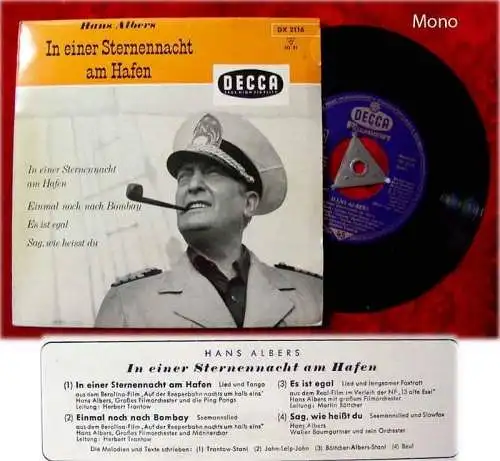 Mono
Hans Albers
In einer Sternennacht
am Hafen
DX 2116
DECCA
In einer Sternennacht
am Hafen
Einmal noch nach Bombay
Es ist egal
Sag, wie heisst du
DECCA
HANS ALBERS
45
HANS ALBERS
In einer Sternennacht am Hafen
(1) In einer Sternennacht am Hafen Lied und Tango
aus dem Berolina-Film „Auf der Reeperbahn nachts um halb eins"
Hans Albers, Großes Filmorchester und die Ping Pongs
Leitung: Herbert Trantow
(2) Einmal noch nach Bombay Seemannslied
aus dem Berolina-Film „Auf der Reeperbahn nachts um halb eins"
Hans Albers, Großes Filmorchester und Männerchor
Leitung: Herbert Trantow
(3) Es ist egal Lied und langsamer Foxtrott
aus dem Real-Film im Verleih der NF „13 alte Esel"
Hans Albers mit großem Filmorchester
Leitung: Martin Böttcher
(4) Sag, wie heißt du Seemannslied und Slowfox
Hans Albers
Walter Baumgartner und sein Orchester
Die Melodien und Texte schrieben: (1) Trantow-Stani (2) John-Leip-John (3) Böttcher-Albers-Stani (4) Beul